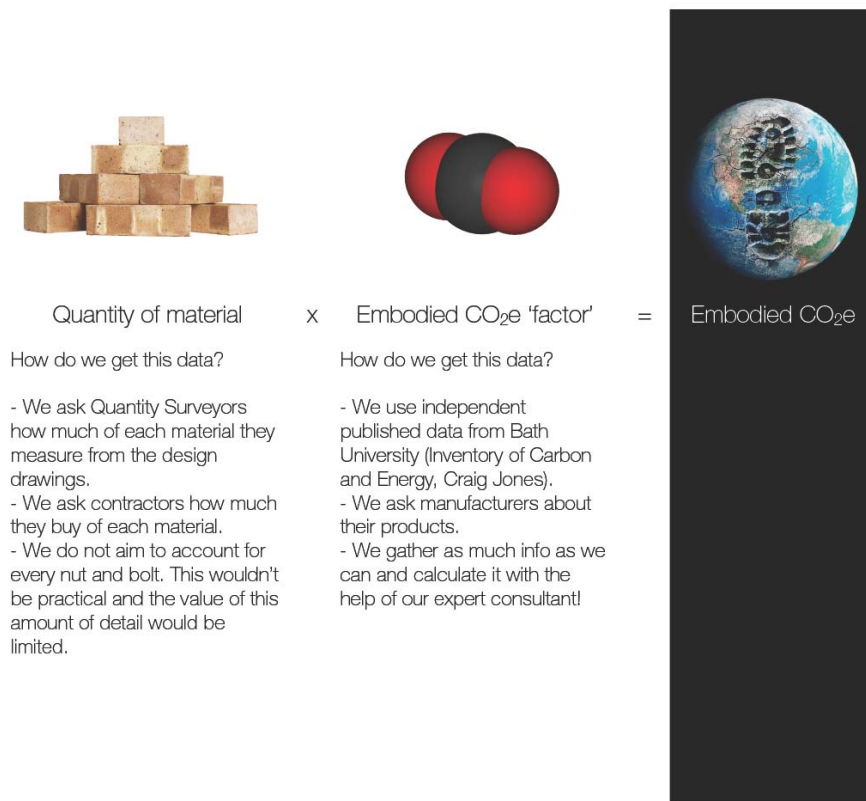 Quantity of material x Embodied CO₂e ‘factor’ = Embodied CO₂e
How do we get this data?
- We ask Quantity Surveyors
how much of each material they
measure from the design
drawings.
- We ask contractors how much
they buy of each material.
- We do not aim to account for
every nut and bolt. This wouldn’t
be practical and the value of this
amount of detail would be
limited.
How do we get this data?
- We use independent
published data from Bath
University (Inventory of Carbon
and Energy, Craig Jones).
- We ask manufacturers about
their products.
- We gather as much info as we
can and calculate it with the
help of our expert consultant!